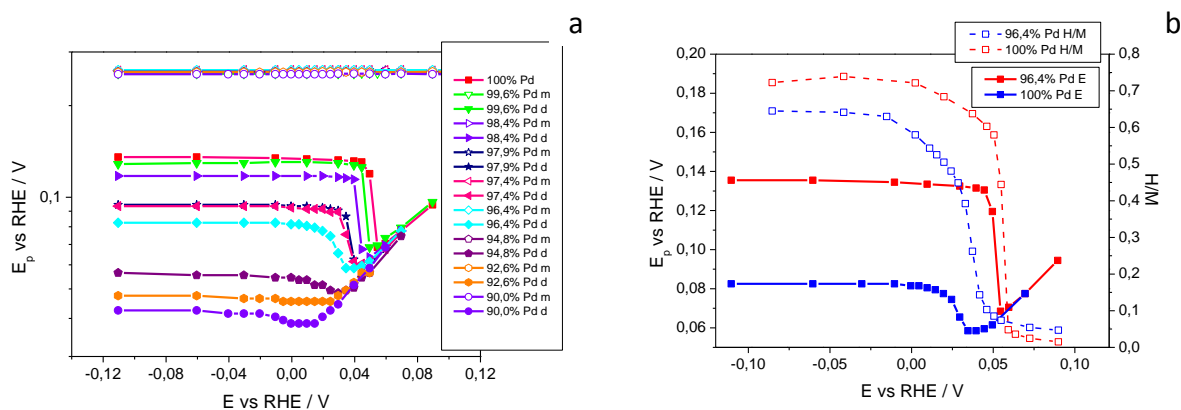 a
0,1
E_p vs RHE / V
-0,12
-0,08
-0,04
0,00
0,04
0,08
0,12
E vs RHE / V
100% Pd
99,6% Pd m
99,6% Pd d
98,4% Pd m
98,4% Pd d
97,9% Pd m
97,9% Pd d
97,4% Pd m
97,4% Pd d
96,4% Pd m
96,4% Pd d
94,8% Pd m
94,8% Pd d
92,6% Pd m
92,6% Pd d
90,0% Pd m
90,0% Pd d
b
96,4% Pd H/M
100% Pd H/M
96,4% Pd E
100% Pd E
0,20
0,18
0,16
0,14
0,12
0,10
0,08
0,06
E_p vs RHE / V
0,8
0,7
0,6
0,5
0,4
0,3
0,2
0,1
0,0
H/M
-0,10
-0,05
0,00
0,05
0,10
E vs RHE / V